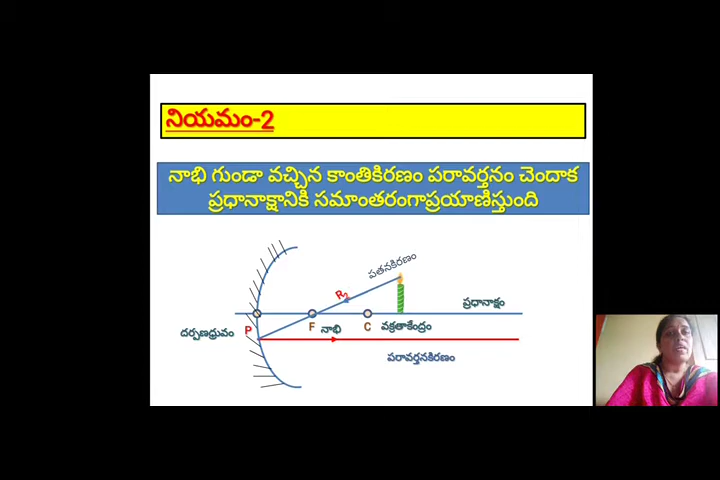 నియమం-2
నాభి గుండా వచ్చిన కాంతికిరణం పరావర్తనం చెందాక
ప్రధానాక్షానికి సమాంతరంగాప్రయాణిస్తుంది
పతనకిరణం
R2
ప్రధానాక్షం
దర్పణధ్రువం P F నాభి C వక్రతాకేంద్రం
పరావర్తనకిరణం